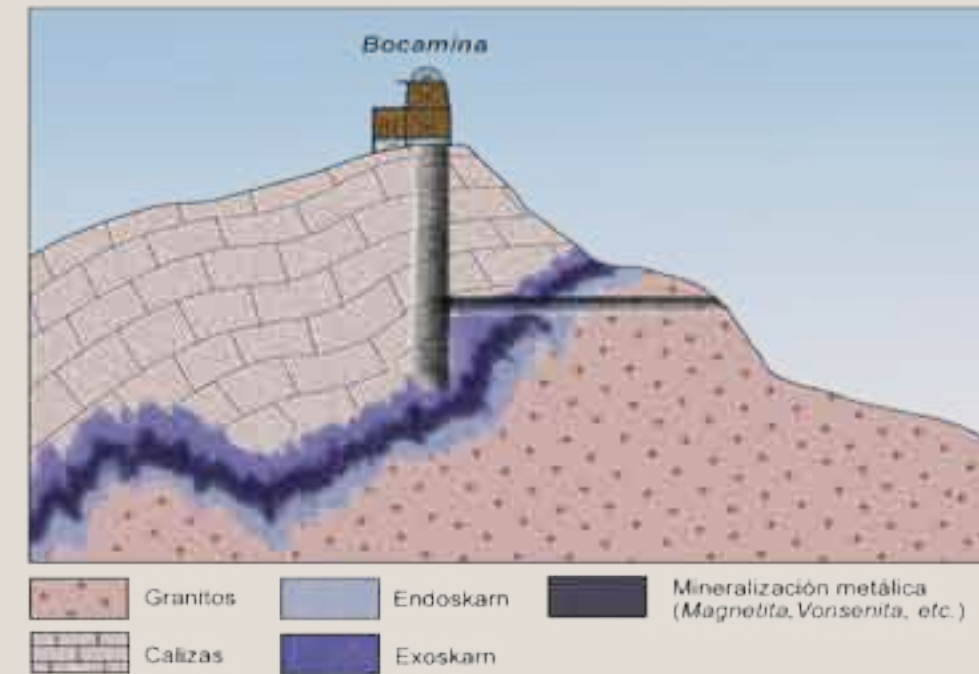 Bocamina
Granitos
Endoskarn
Mineralización metálica
(Magnetita, Vonsenita, etc.)
Calizas
Exoskarn